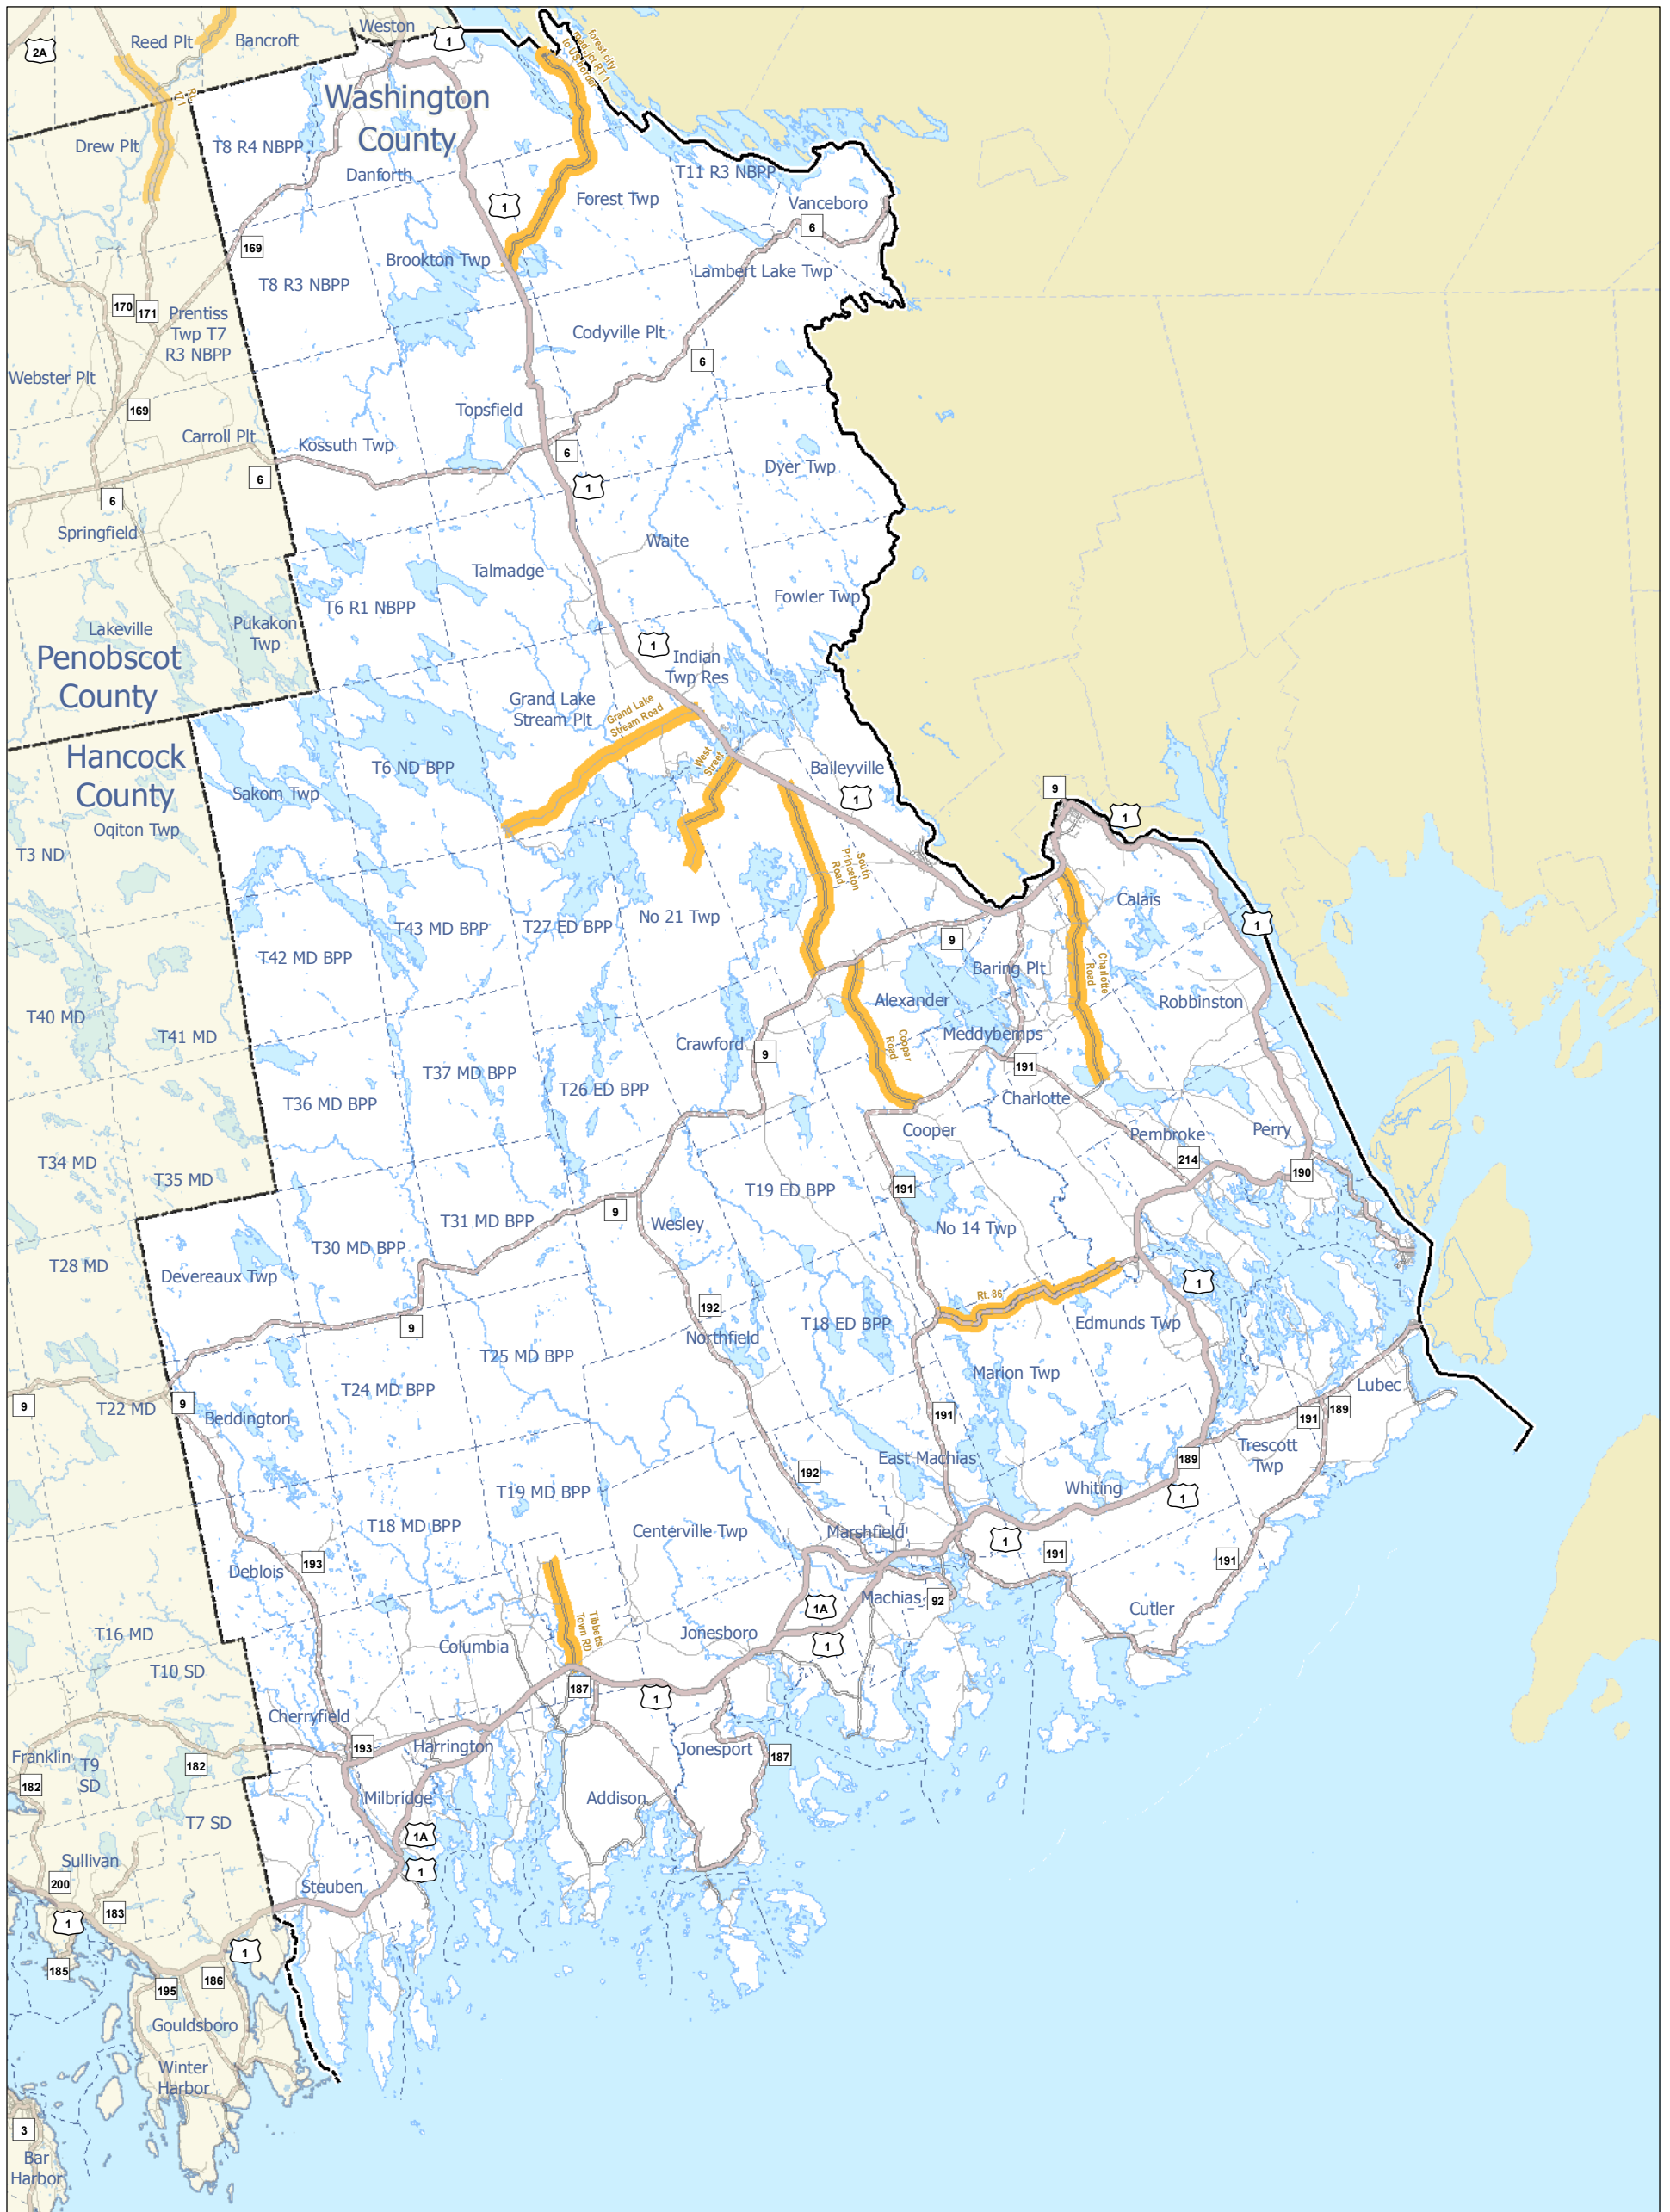 Weston
1
Reed Plt
Bancroft
2A
forest city
road, jct RT 1
to US border
Rt.
171
Washington
County
Drew Plt
T8 R4 NBPP
Danforth
T11 R3 NBPP
Forest Twp
Vanceboro
1
6
169
Brookton Twp
Lambert Lake Twp
T8 R3 NBPP
170
171
Prentiss
Twp T7
R3 NBPP
Codyville Plt
6
Webster Plt
169
Topsfield
Carroll Plt
Kossuth Twp
6
6
Dyer Twp
1
6
Springfield
Waite
Talmadge
Fowler Twp
T6 R1 NBPP
Pukakon
Twp
Lakeville
Penobscot
County
1
Indian
Twp Res
Grand Lake
Stream Plt
Grand Lake
Stream Road
Hancock
County
T6 ND BPP
West
Street
Baileyville
Sakom Twp
1
9
1
Oqiton Twp
T3 ND
South
Princeton
Road
Calais
No 21 Twp
T43 MD BPP
T27 ED BPP
1
9
T42 MD BPP
Baring Plt
Charlotte
Road
Alexander
Robbinston
T40 MD
T41 MD
Meddybemps
Crawford
9
Cooper
Road
191
T37 MD BPP
T26 ED BPP
T36 MD BPP
Charlotte
Cooper
Pembroke
Perry
214
T34 MD
T35 MD
190
T19 ED BPP
191
9
Wesley
T31 MD BPP
No 14 Twp
T30 MD BPP
T28 MD
Devereaux Twp
1
Rt. 86
192
T18 ED BPP
Edmunds Twp
9
Northfield
T25 MD BPP
Marion Twp
T24 MD BPP
Lubec
9
T22 MD
9
189
Beddington
191
191
Trescott
Twp
East Machias
189
192
T19 MD BPP
Whiting
1
T18 MD BPP
Centerville Twp
Marshfield
1
191
191
193
Deblois
Machias
92
1A
Cutler
Tibbetts
Town RD
T16 MD
Columbia
Jonesboro
1
T10 SD
187
1
Cherryfield
193
Harrington
Jonesport
187
Franklin
T9
SD
182
182
Milbridge
Addison
T7 SD
1A
Sullivan
1
200
Steuben
183
1
1
185
195
186
Gouldsboro
Winter
Harbor
3
Bar
Harbor